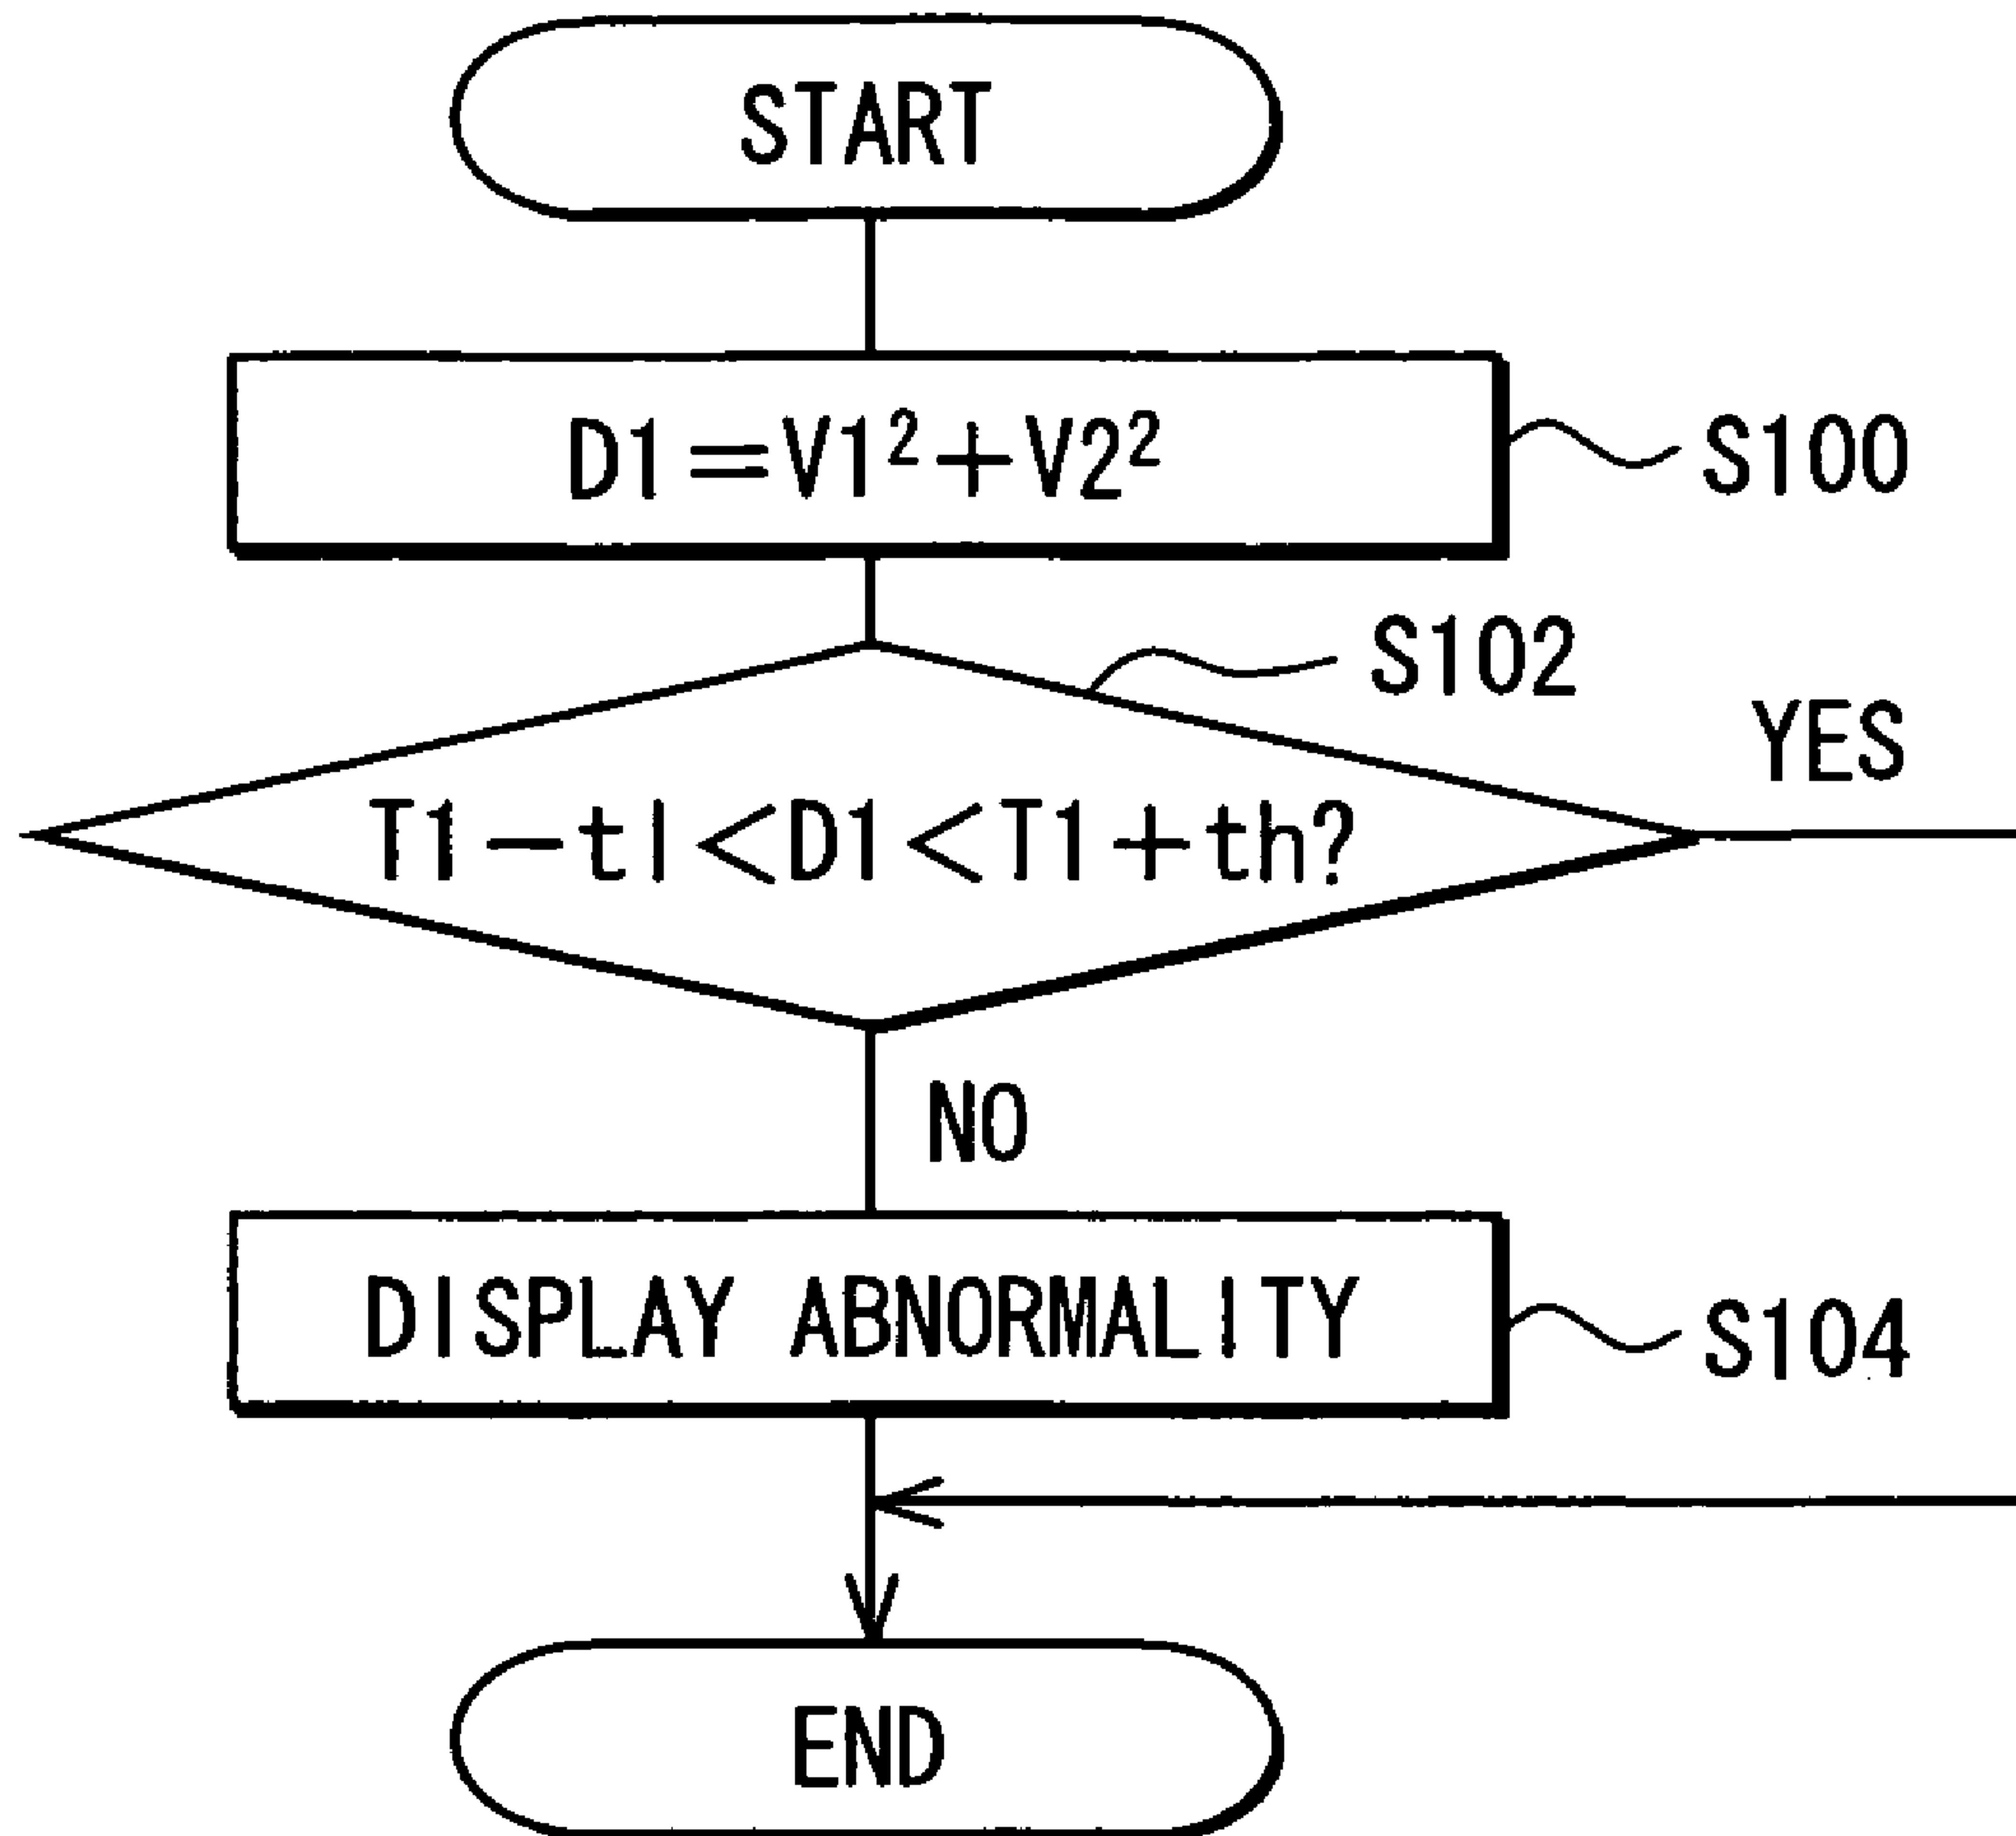 START
D1=V1²+V2²
S100
S102
YES
T1-tl<D1<T1+th?
NO
DISPLAY ABNORMALITY
S104
END